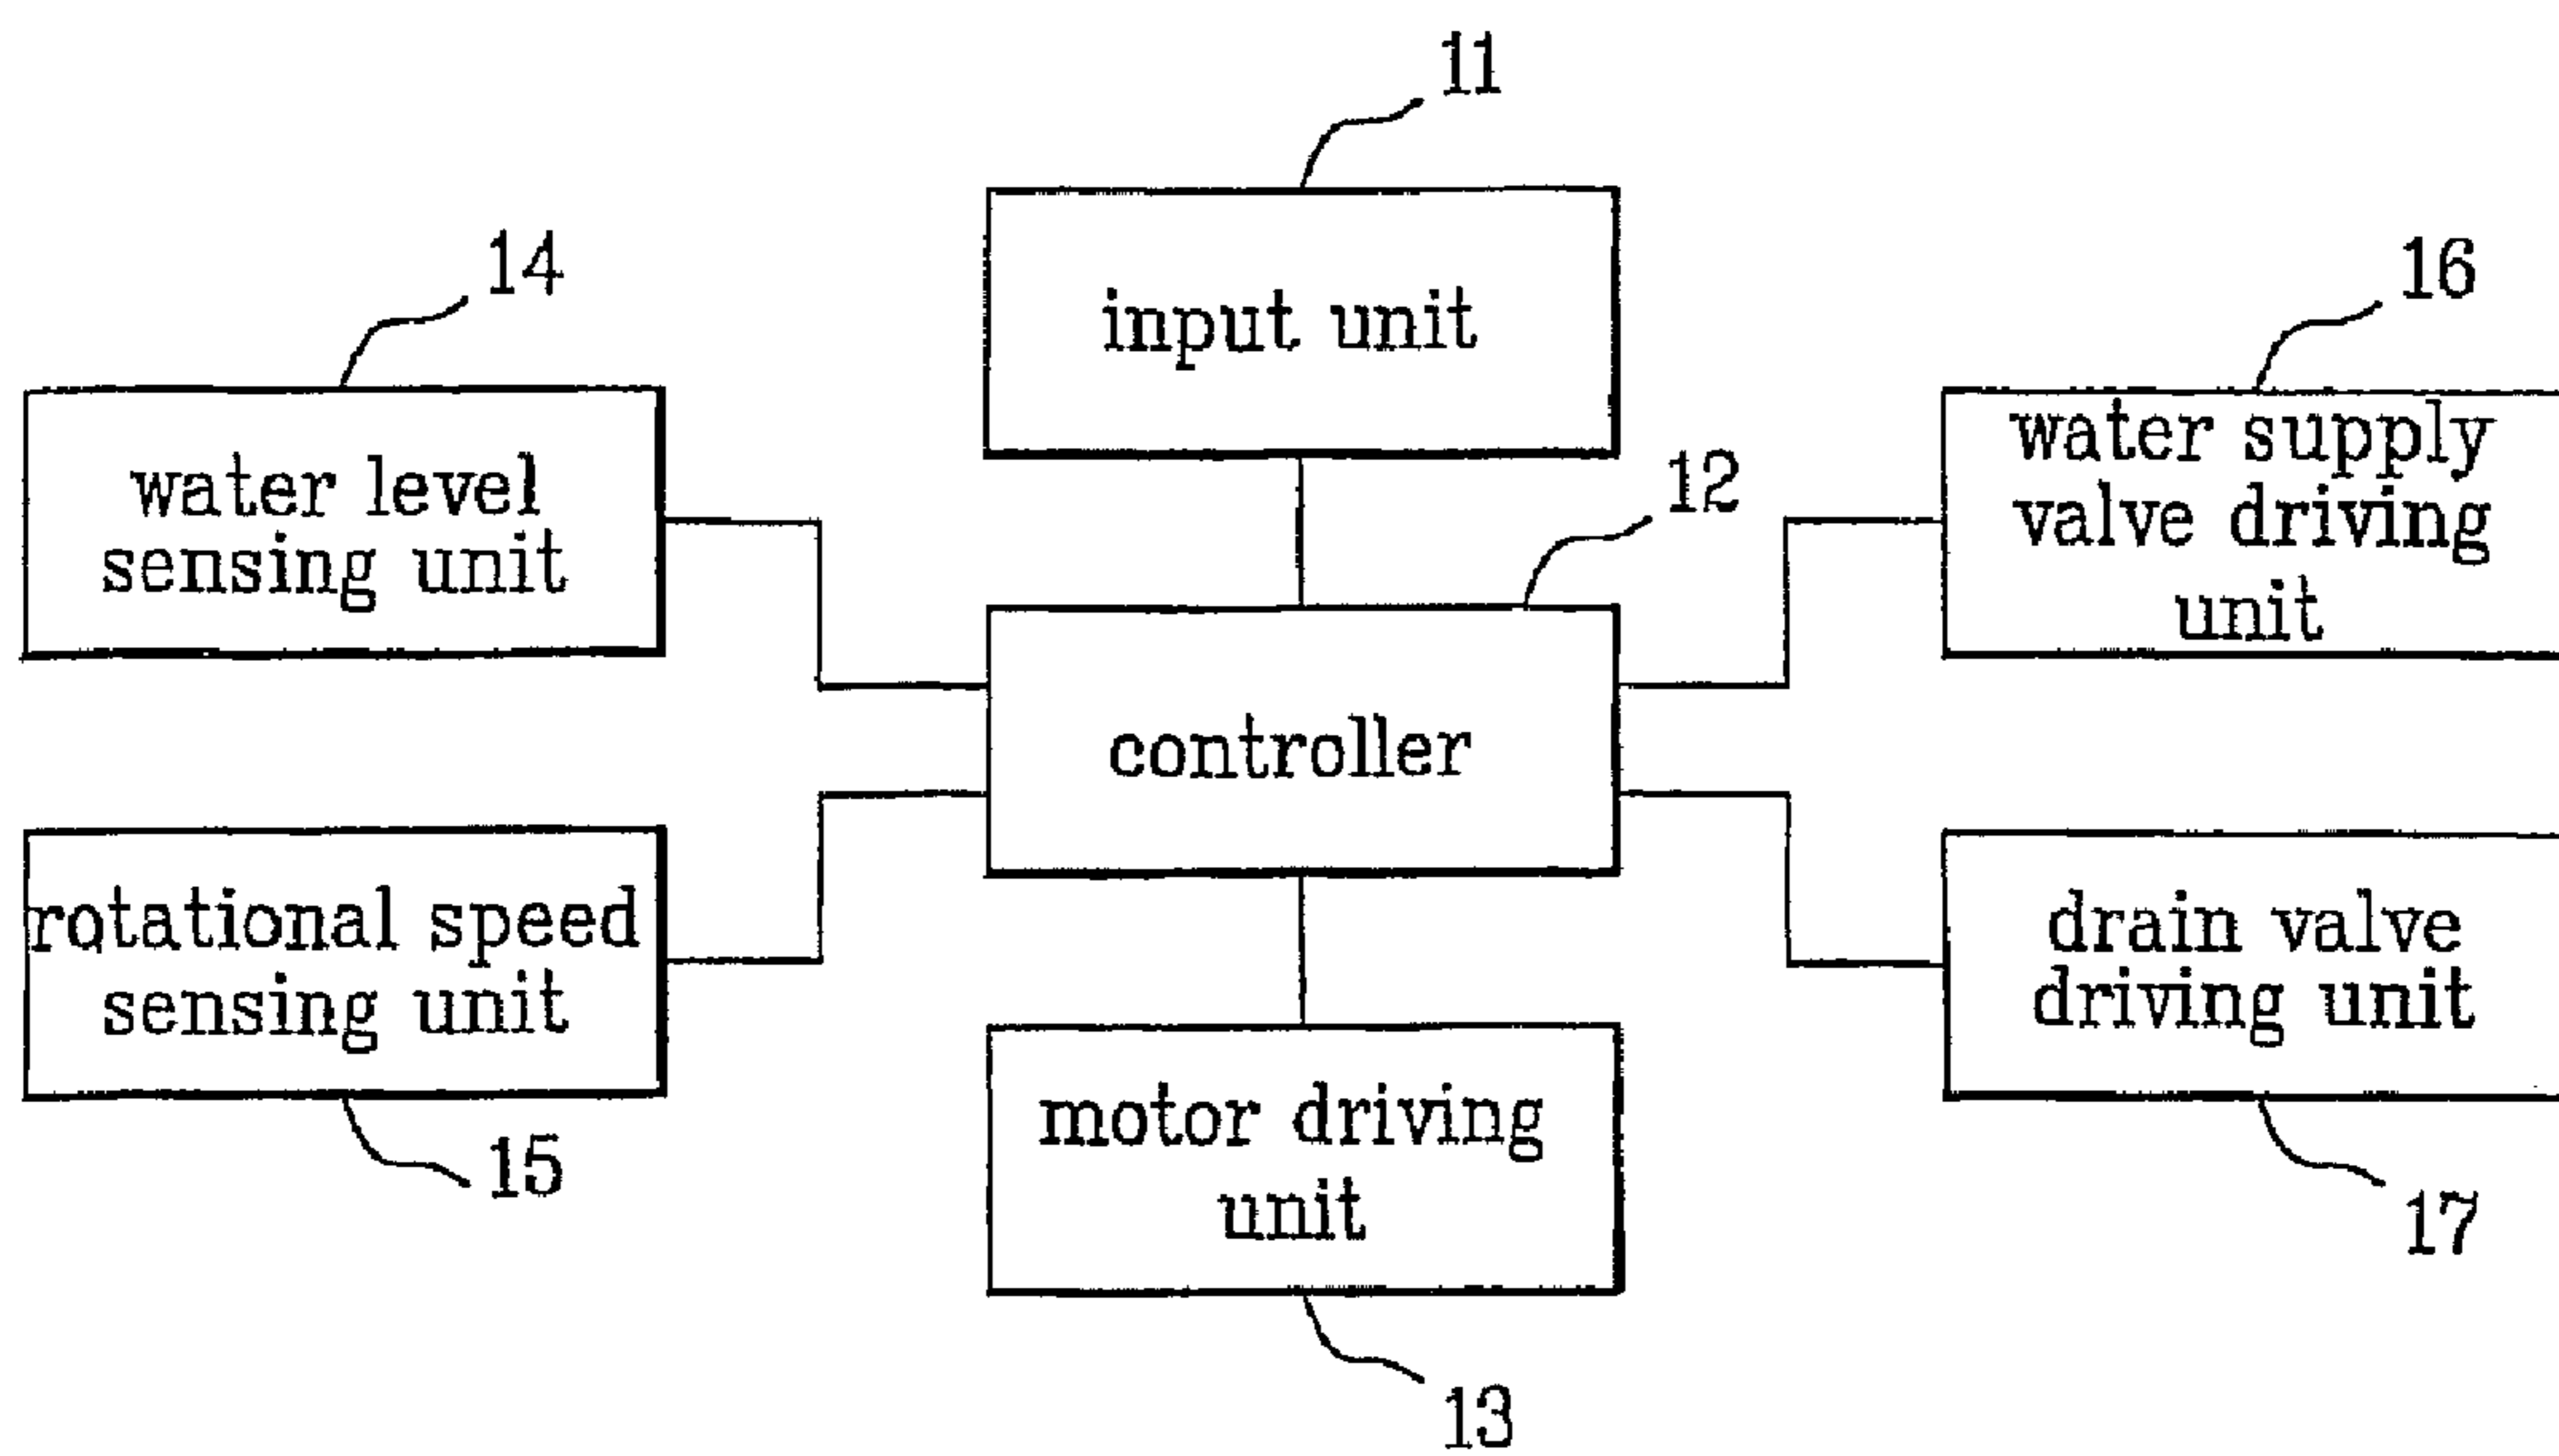 11
input unit
14
water level
sensing unit
16
water supply
valve driving
unit
12
controller
rotational speed
sensing unit
15
drain valve
driving unit
17
motor driving
unit
13